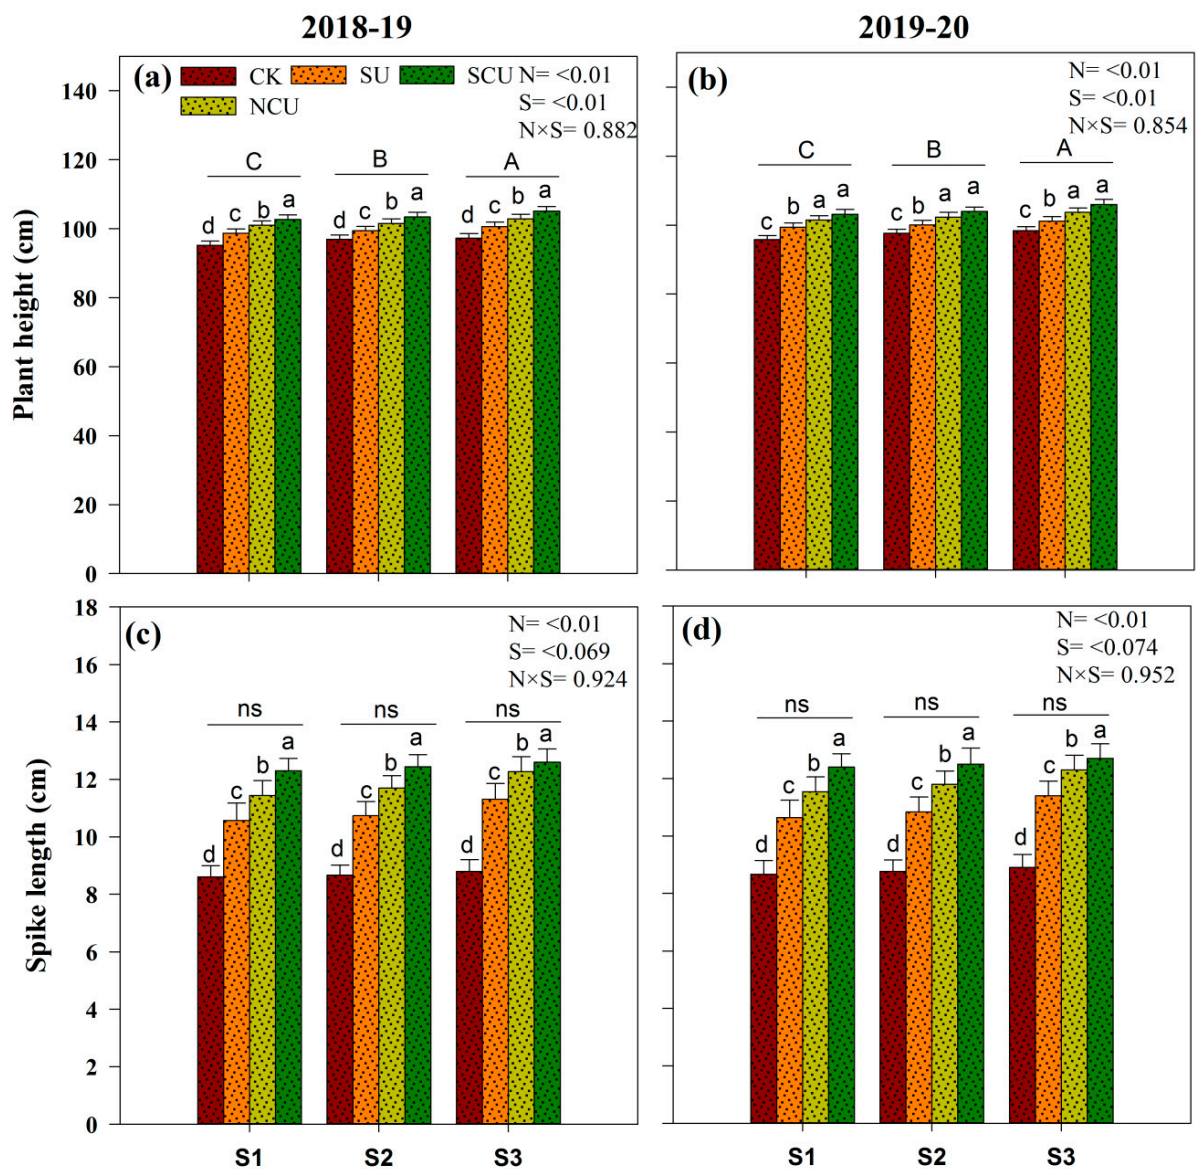 2018-19 2019-20
(a) CK SU SCU N= <0.01
NCU S= <0.01
N×S= 0.882
C B A
d c b a d c b a d c b a
140
120
100
80
60
40
20
0
Plant height (cm)
(b) N= <0.01
S= <0.01
N×S= 0.854
C B A
c b a a c b a a c b a a
(c) N= <0.01
S= <0.069
N×S= 0.924
ns ns ns
d c b a d c b a d c b a
18
16
14
12
10
8
6
4
2
0
Spike length (cm)
S1 S2 S3
(d) N= <0.01
S= <0.074
N×S= 0.952
ns ns ns
d c b a d c b a d c b a
S1 S2 S3